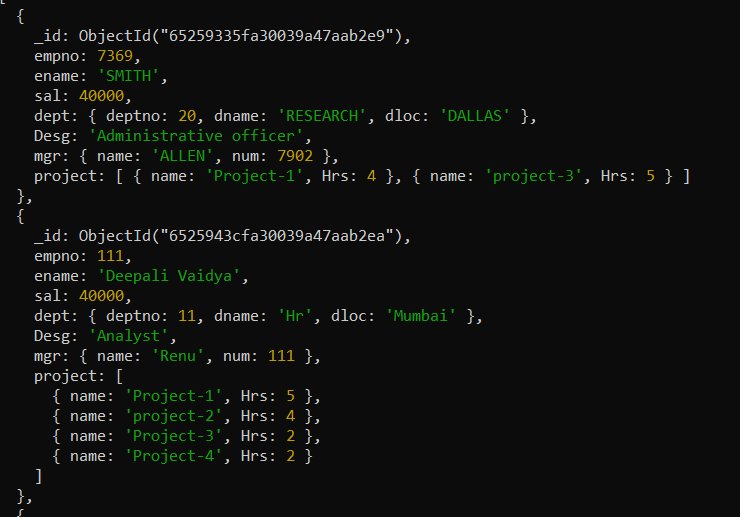 {
_id: ObjectId("65259335fa30039a47aab2e9"),
empno: 7369,
ename: 'SMITH',
sal: 40000,
dept: { deptno: 20, dname: 'RESEARCH', dloc: 'DALLAS' },
Desg: 'Administrative officer',
mgr: { name: 'ALLEN', num: 7902 },
project: [ { name: 'Project-1', Hrs: 4 }, { name: 'project-3', Hrs: 5 } ]
},
{
_id: ObjectId("6525943cfa30039a47aab2ea"),
empno: 111,
ename: 'Deepali Vaidya',
sal: 40000,
dept: { deptno: 11, dname: 'Hr', dloc: 'Mumbai' },
Desg: 'Analyst',
mgr: { name: 'Renu', num: 111 },
project: [
{ name: 'Project-1', Hrs: 5 },
{ name: 'project-2', Hrs: 4 },
{ name: 'Project-3', Hrs: 2 },
{ name: 'Project-4', Hrs: 2 }
]
},
{